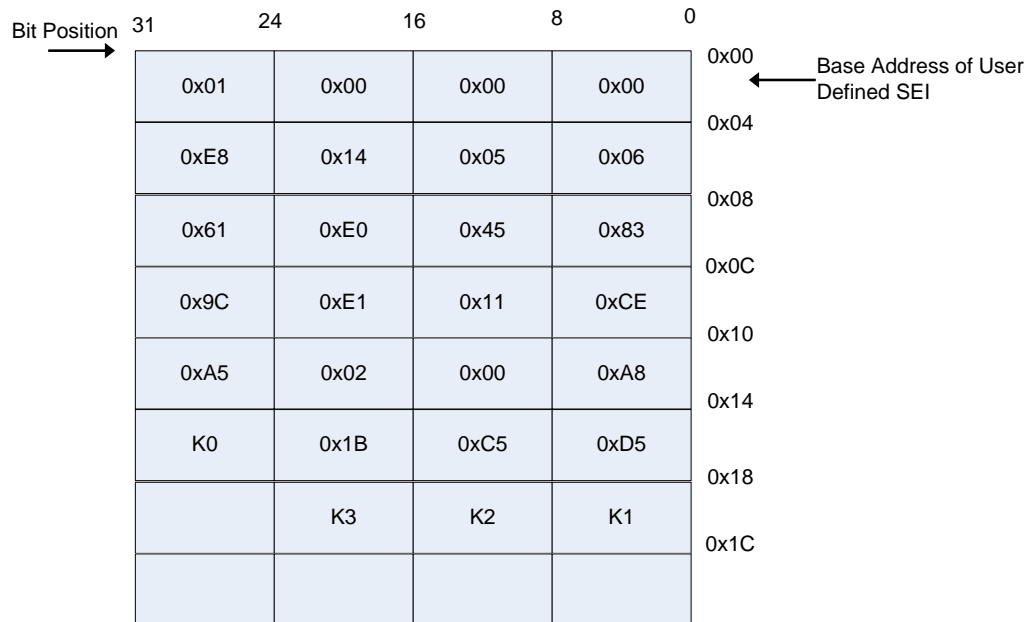 Bit Position 31 24 16 8 0
0x00
Base Address of User
Defined SEI
0x01 0x00 0x00 0x00
0x04
0xE8 0x14 0x05 0x06
0x08
0x61 0xE0 0x45 0x83
0x0C
0x9C 0xE1 0x11 0xCE
0x10
0xA5 0x02 0x00 0xA8
0x14
K0 0x1B 0xC5 0xD5
0x18
K3 K2 K1
0x1C